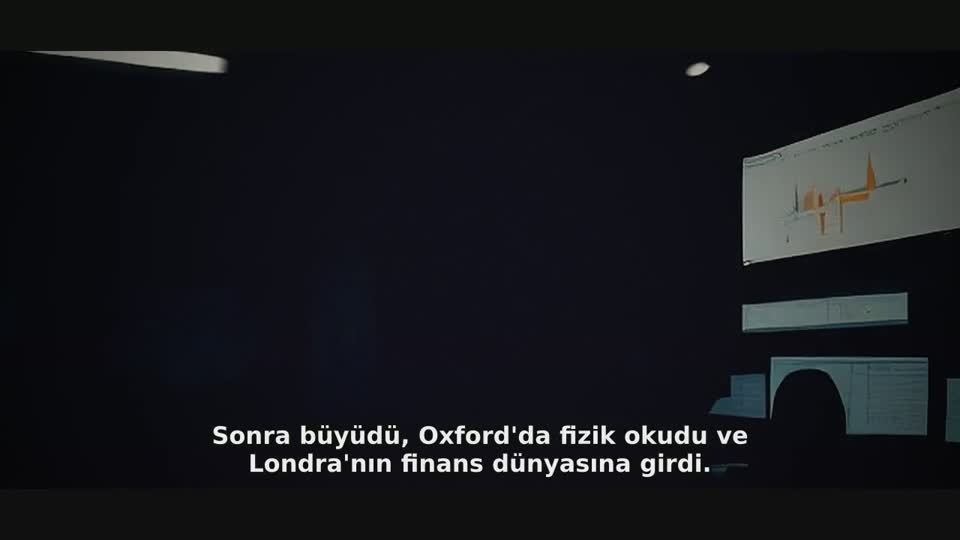 Sonra büyüdü, Oxford'da fizik okudu ve
Londra'nın finans dünyasına girdi.